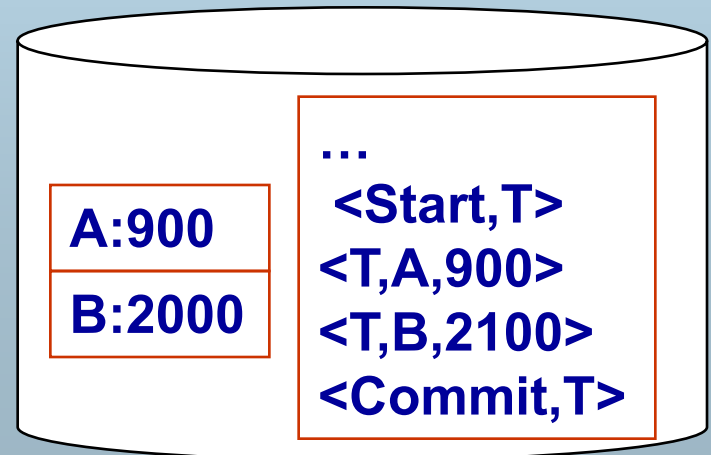 A:900
B:2000
…
<Start,T>
<T,A,900>
<T,B,2100>
<Commit,T>